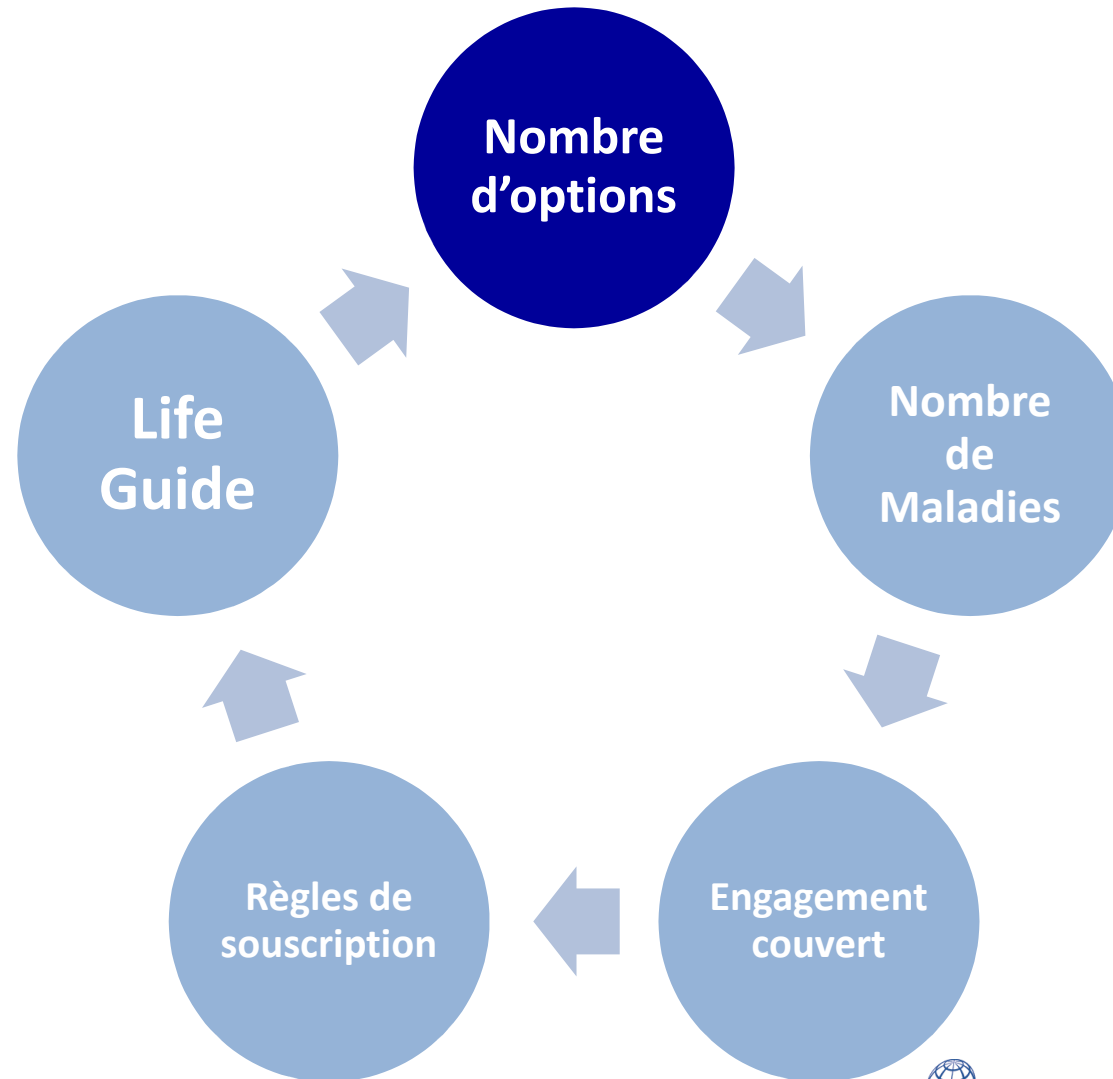 Nombre
d’options
Nombre
de
Maladies
Engagement
couvert
Règles de
souscription
Life
Guide